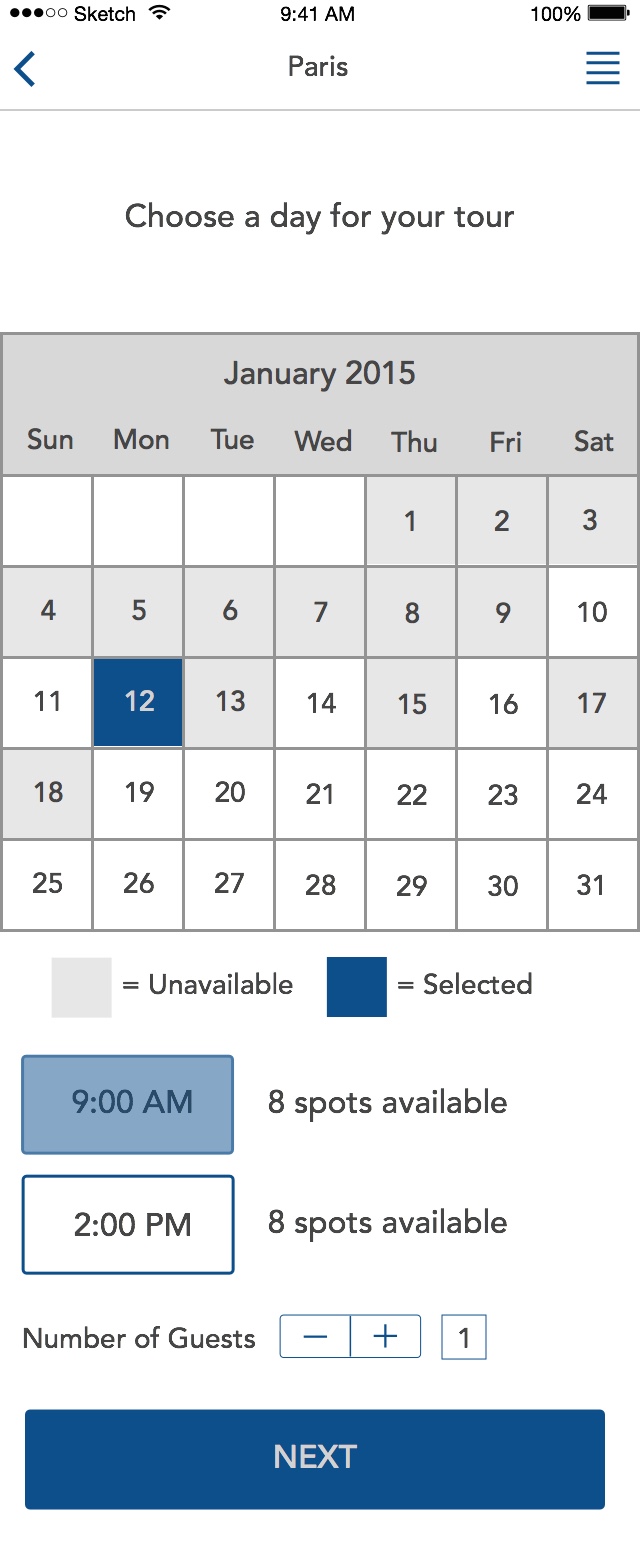 Sketch 9:41 AM 100%
Paris
Choose a day for your tour
January 2015
Sun Mon Tue Wed Thu Fri Sat
1 2 3
4 5 6 7 8 9 10
11 12 13 14 15 16 17
18 19 20 21 22 23 24
25 26 27 28 29 30 31
= Unavailable = Selected
9:00 AM 8 spots available
2:00 PM 8 spots available
Number of Guests − + 1
NEXT